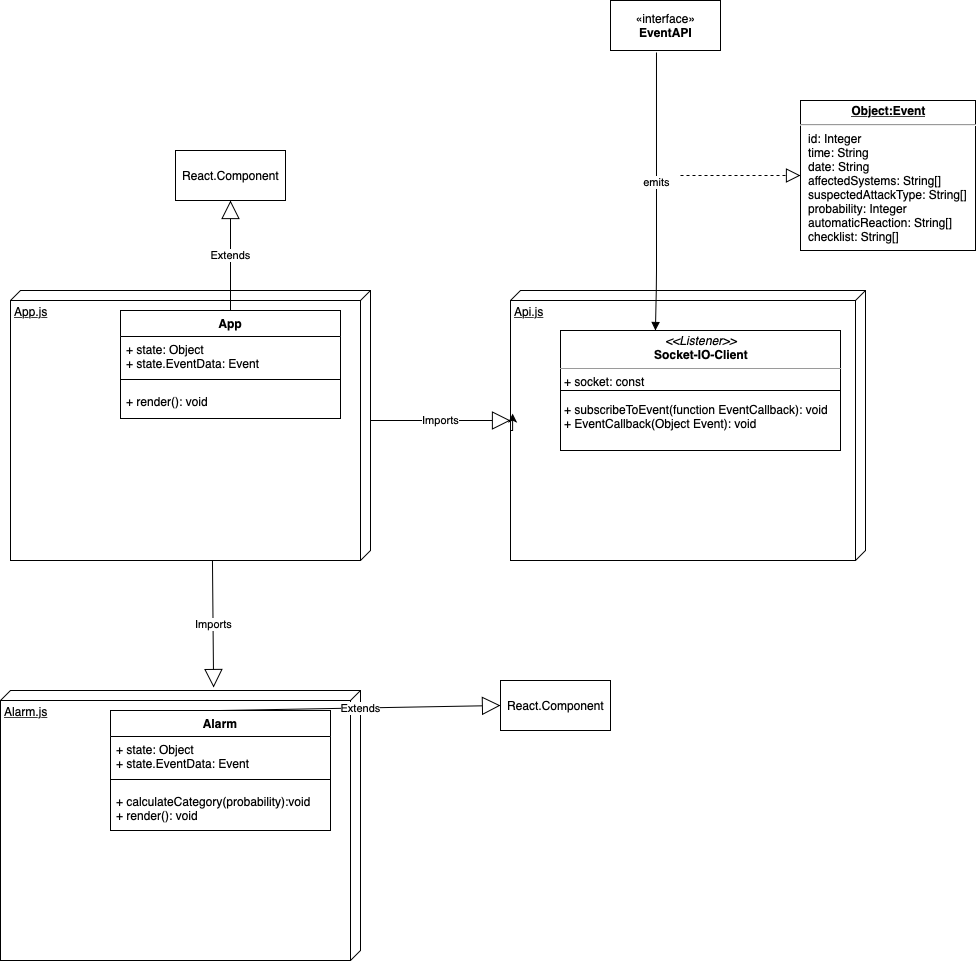 «interface»
EventAPI
Object:Event
id: Integer
time: String
date: String
affectedSystems: String[]
suspectedAttackType: String[]
probability: Integer
automaticReaction: String[]
checklist: String[]
emits
React.Component
Extends
App.js
App
+ state: Object
+ state.EventData: Event
+ render(): void
Imports
Api.js
<<Listener>>
Socket-IO-Client
+ socket: const
+ subscribeToEvent(function EventCallback): void
+ EventCallback(Object Event): void
Imports
Alarm.js
Alarm
+ state: Object
+ state.EventData: Event
+ calculateCategory(probability):void
+ render(): void
Extends
React.Component